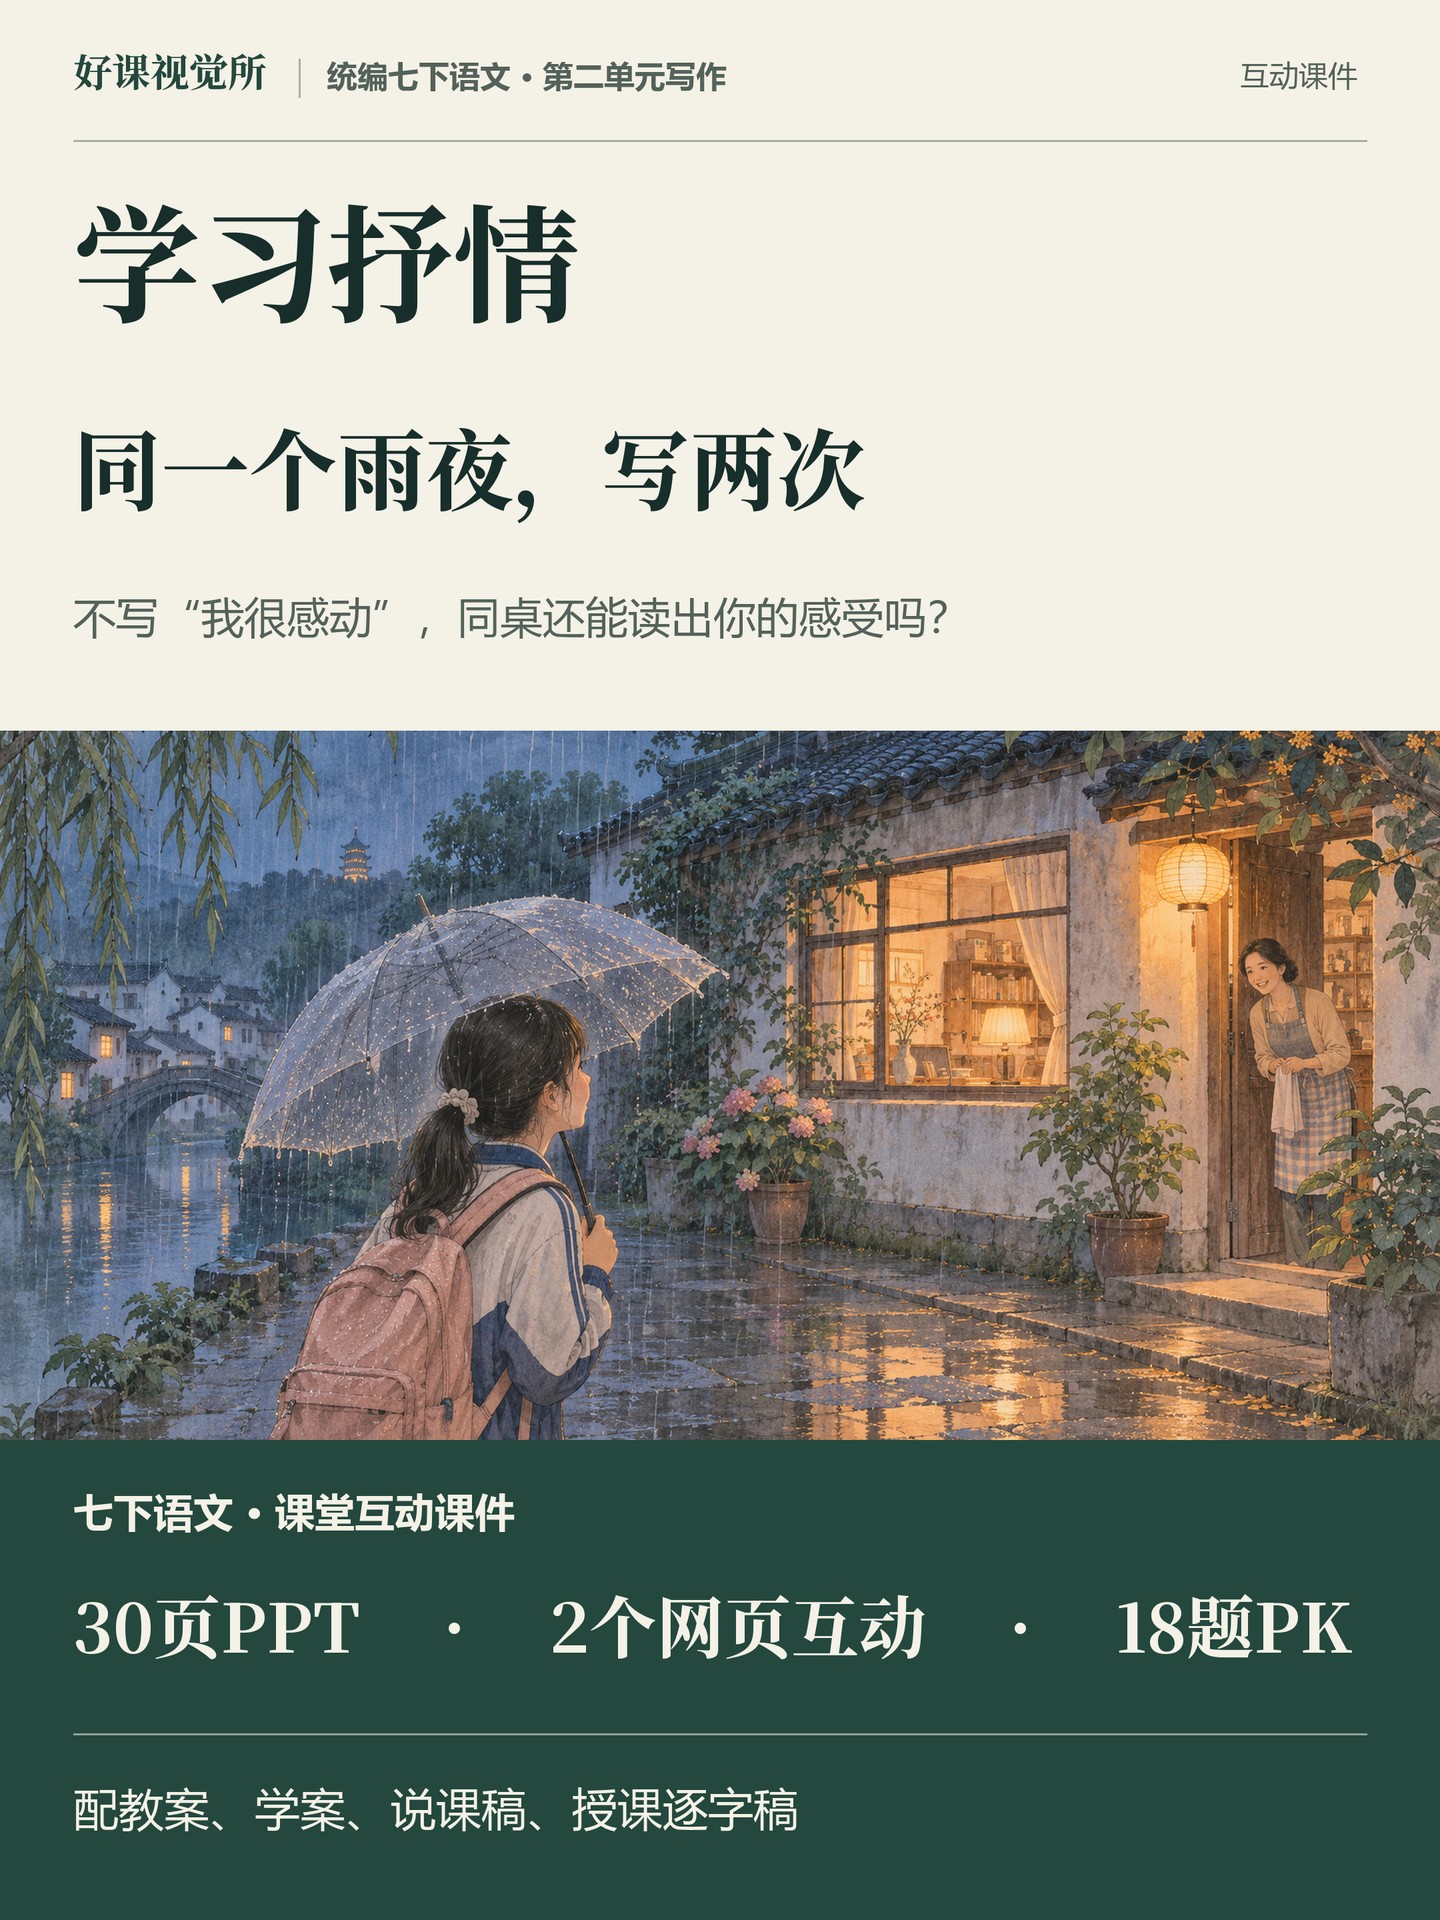 好课视觉所 | 统编七下语文·第二单元写作 互动课件
学习抒情
同一个雨夜，写两次
不写“我很感动”，同桌还能读出你的感受吗？
七下语文·课堂互动课件
30页PPT · 2个网页互动 · 18题PK
配教案、学案、说课稿、授课逐字稿